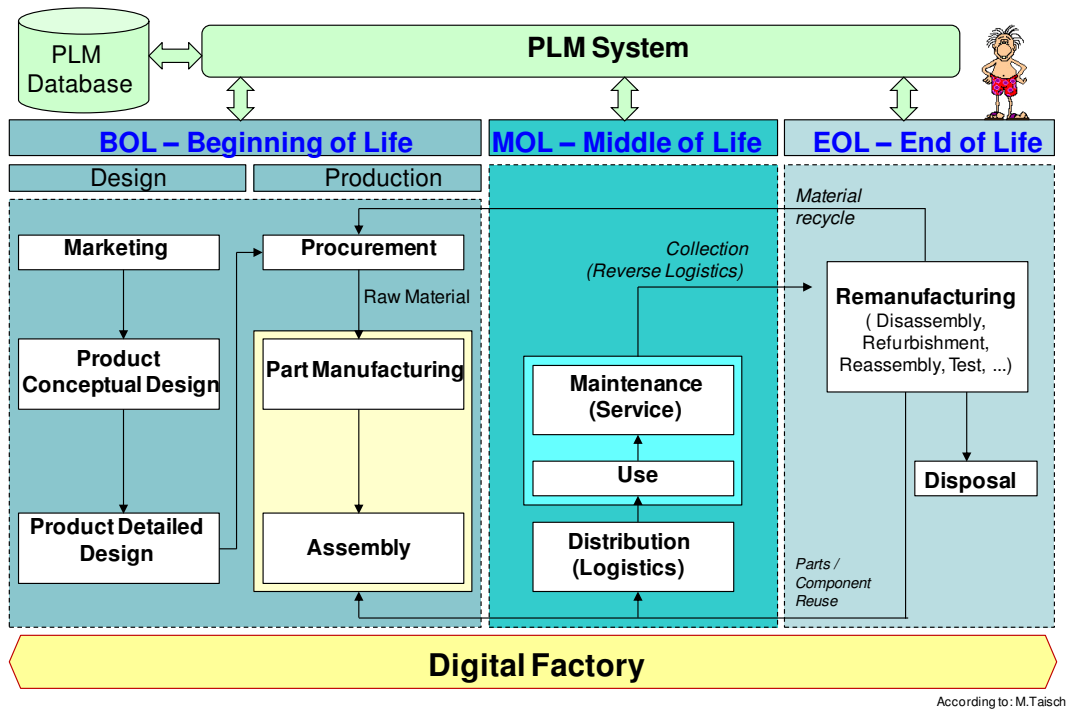 PLM
Database
PLM System
BOL – Beginning of Life
MOL – Middle of Life
EOL – End of Life
Design
Production
Marketing
Product
Conceptual Design
Product Detailed
Design
Procurement
Raw Material
Part Manufacturing
Assembly
Collection
(Reverse Logistics)
Maintenance
(Service)
Use
Distribution
(Logistics)
Material
recycle
Remanufacturing
( Disassembly,
Refurbishment,
Reassembly, Test, ...)
Disposal
Parts /
Component
Reuse
Digital Factory
According to: M.Taisch